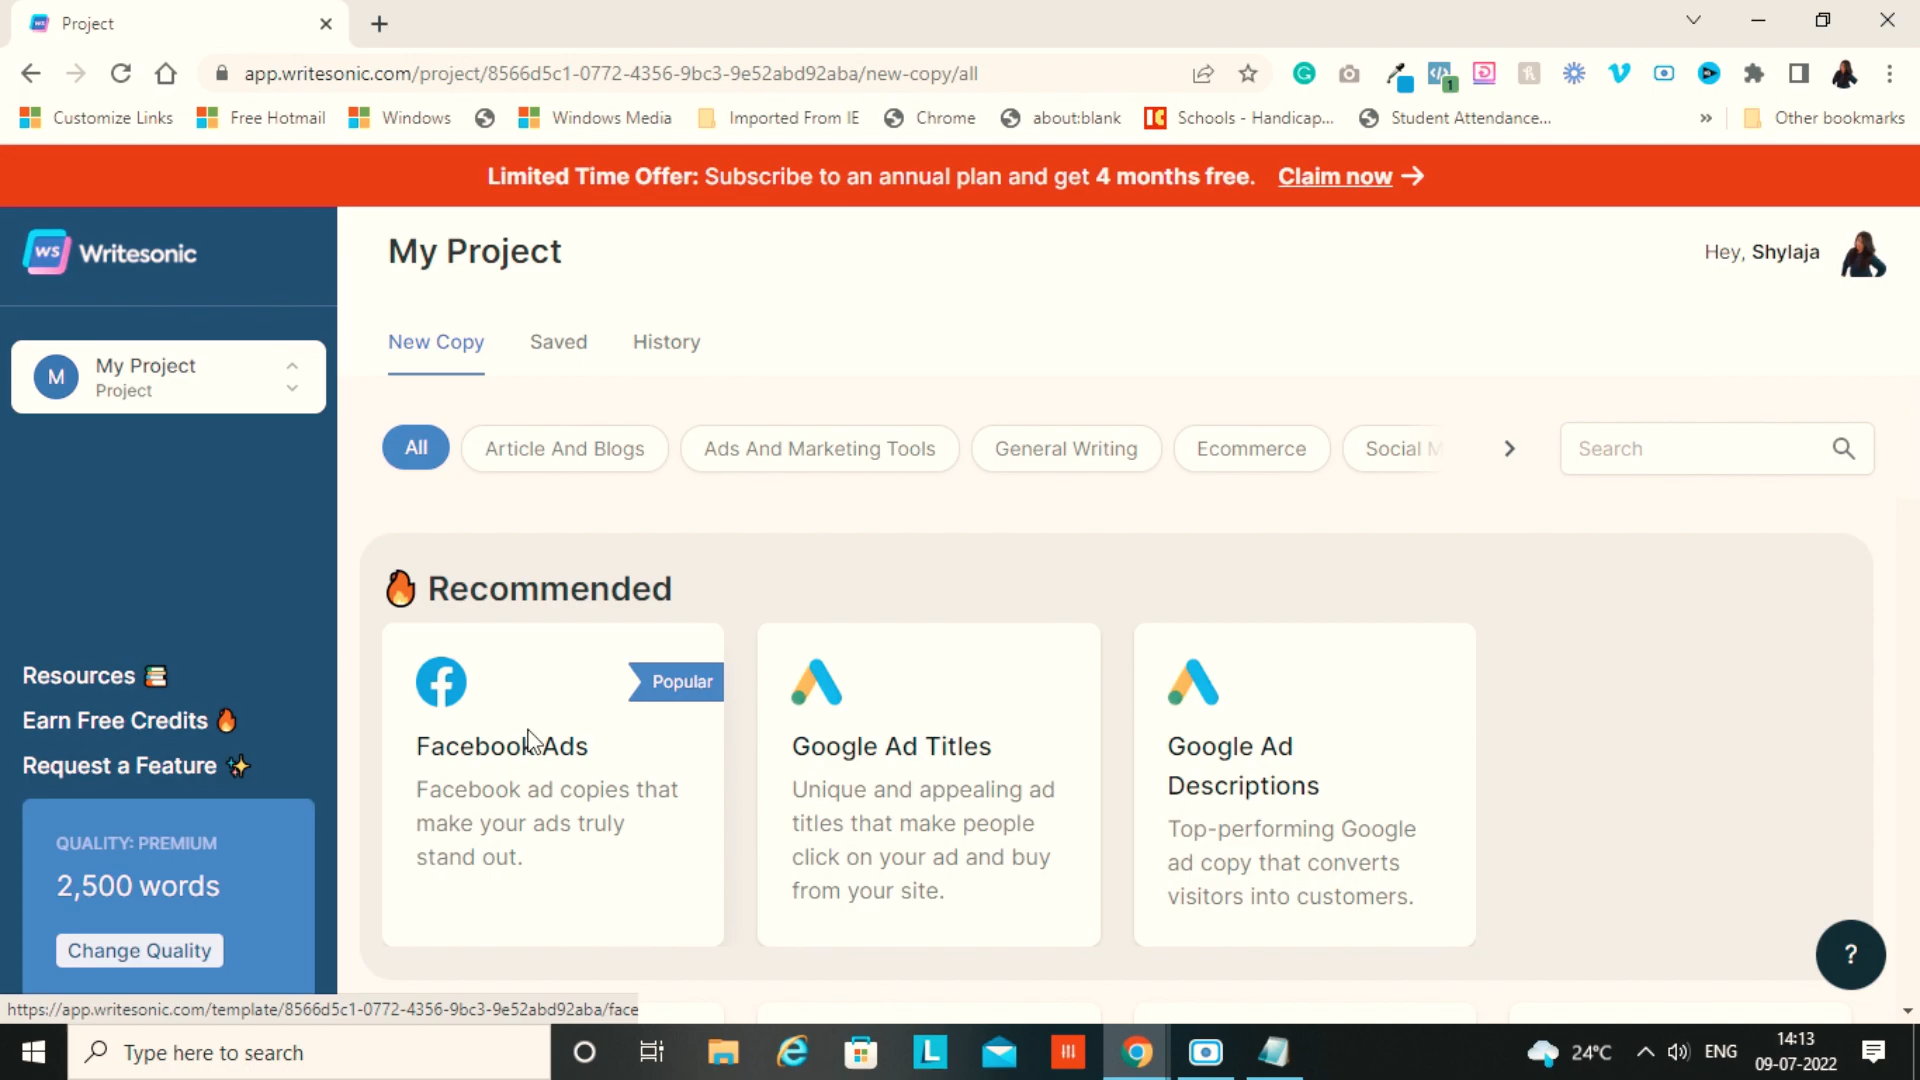 Project
app.writesonic.com/project/8566d5c1-0772-4356-9bc3-9e52abd92aba/new-copy/all
1
Customize Links
Free Hotmail
Windows
Windows Media
Imported From IE
Chrome
about:blank
Schools - Handicap...
Student Attendance...
»
Other bookmarks
Limited Time Offer: Subscribe to an annual plan and get 4 months free. Claim now →
WS Writesonic
My Project
Hey, Shylaja
New Copy
Saved
History
M
My Project
Project
All
Article And Blogs
Ads And Marketing Tools
General Writing
Ecommerce
Social M
Search
Recommended
Popular
Facebook Ads
Facebook ad copies that
make your ads truly
stand out.
Google Ad Titles
Unique and appealing ad
titles that make people
click on your ad and buy
from your site.
Google Ad
Descriptions
Top-performing Google
ad copy that converts
visitors into customers.
Resources
Earn Free Credits
Request a Feature
QUALITY: PREMIUM
2,500 words
Change Quality
?
https://app.writesonic.com/template/8566d5c1-0772-4356-9bc3-9e52abd92aba/face
Type here to search
L
24°C
ENG
14:13
09-07-2022